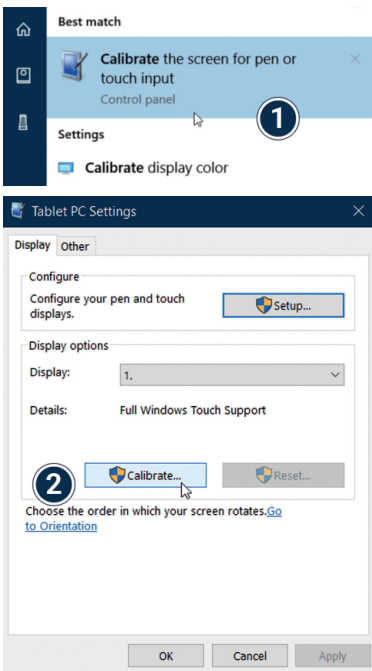 Best match
Calibrate the screen for pen or
touch input
Control panel
1
Settings
Calibrate display color
Tablet PC Settings
Display Other
Configure
Configure your pen and touch
displays.
Setup...
Display options
Display: 1.
Details: Full Windows Touch Support
2
Calibrate... Reset...
Choose the order in which your screen rotates.Go
to Orientation
OK Cancel Apply